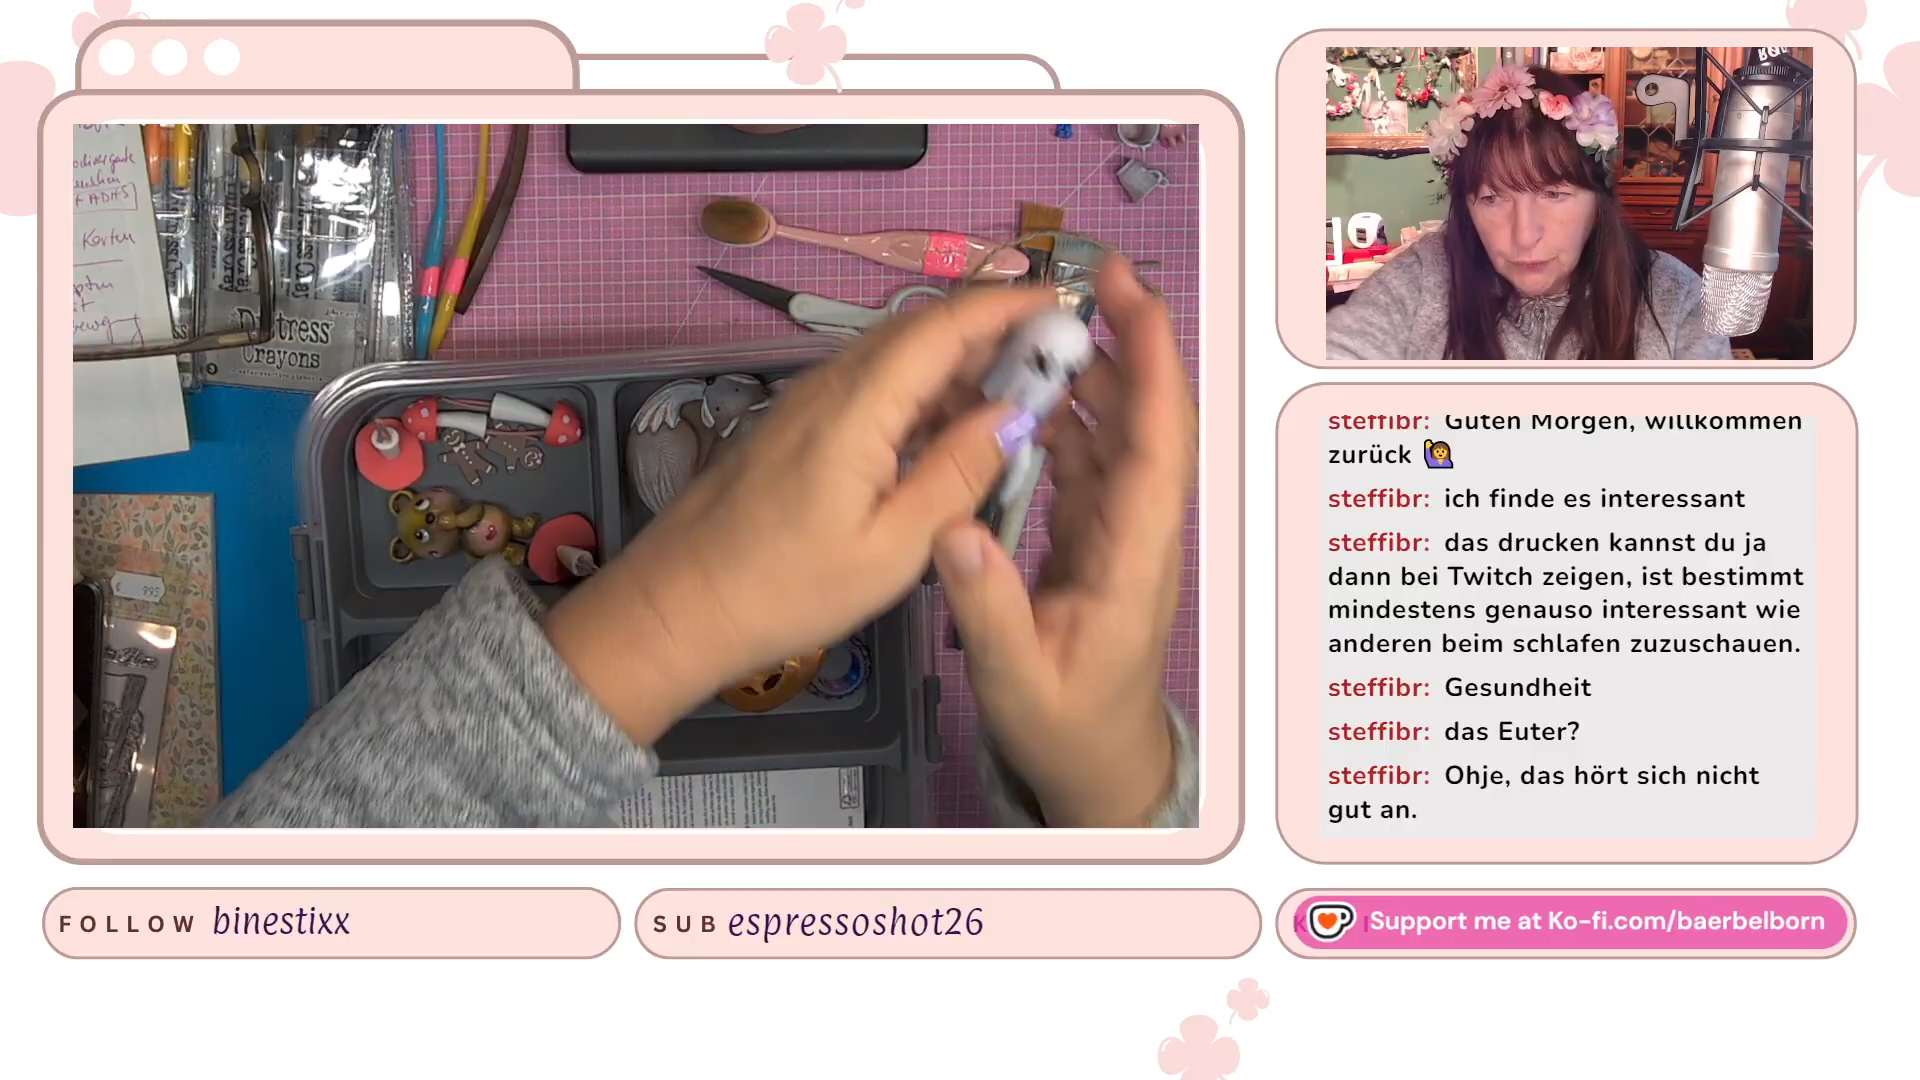 Karten
Distress
Crayons
€ 895
steffibr: Guten Morgen, willkommen
zurück 🙋‍♀️
steffibr: ich finde es interessant
steffibr: das drucken kannst du ja
dann bei Twitch zeigen, ist bestimmt
mindestens genauso interessant wie
anderen beim schlafen zuzuschauen.
steffibr: Gesundheit
steffibr: das Euter?
steffibr: Ohje, das hört sich nicht
gut an.
FOLLOW binestixx
SUB espressoshot26
Support me at Ko-fi.com/baerbelborn